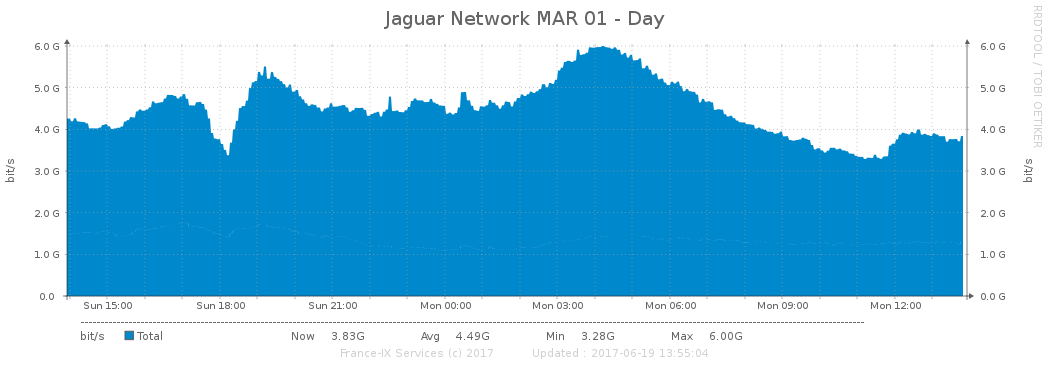 Jaguar Network MAR 01 - Day
RRDTOOL / TOBI OETIKER
bit/s
6.0 G
5.0 G
4.0 G
3.0 G
2.0 G
1.0 G
0.0
6.0 G
5.0 G
4.0 G
3.0 G
2.0 G
1.0 G
0.0 G
bit/s
Sun 15:00 Sun 18:00 Sun 21:00 Mon 00:00 Mon 03:00 Mon 06:00 Mon 09:00 Mon 12:00
bit/s Total Now 3.83G Avg 4.49G Min 3.28G Max 6.00G
France-IX Services (c) 2017 Updated : 2017-06-19 13:55:04